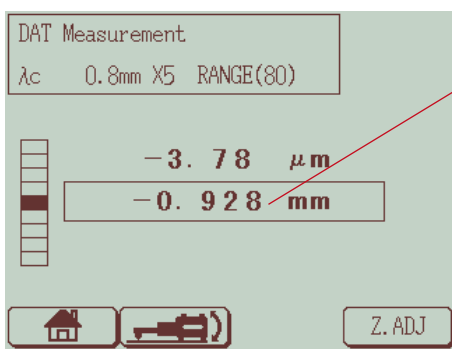 DAT Measurement
λc 0.8mm X5 RANGE(80)
−3.78 μm
−0.928 mm
Z.ADJ